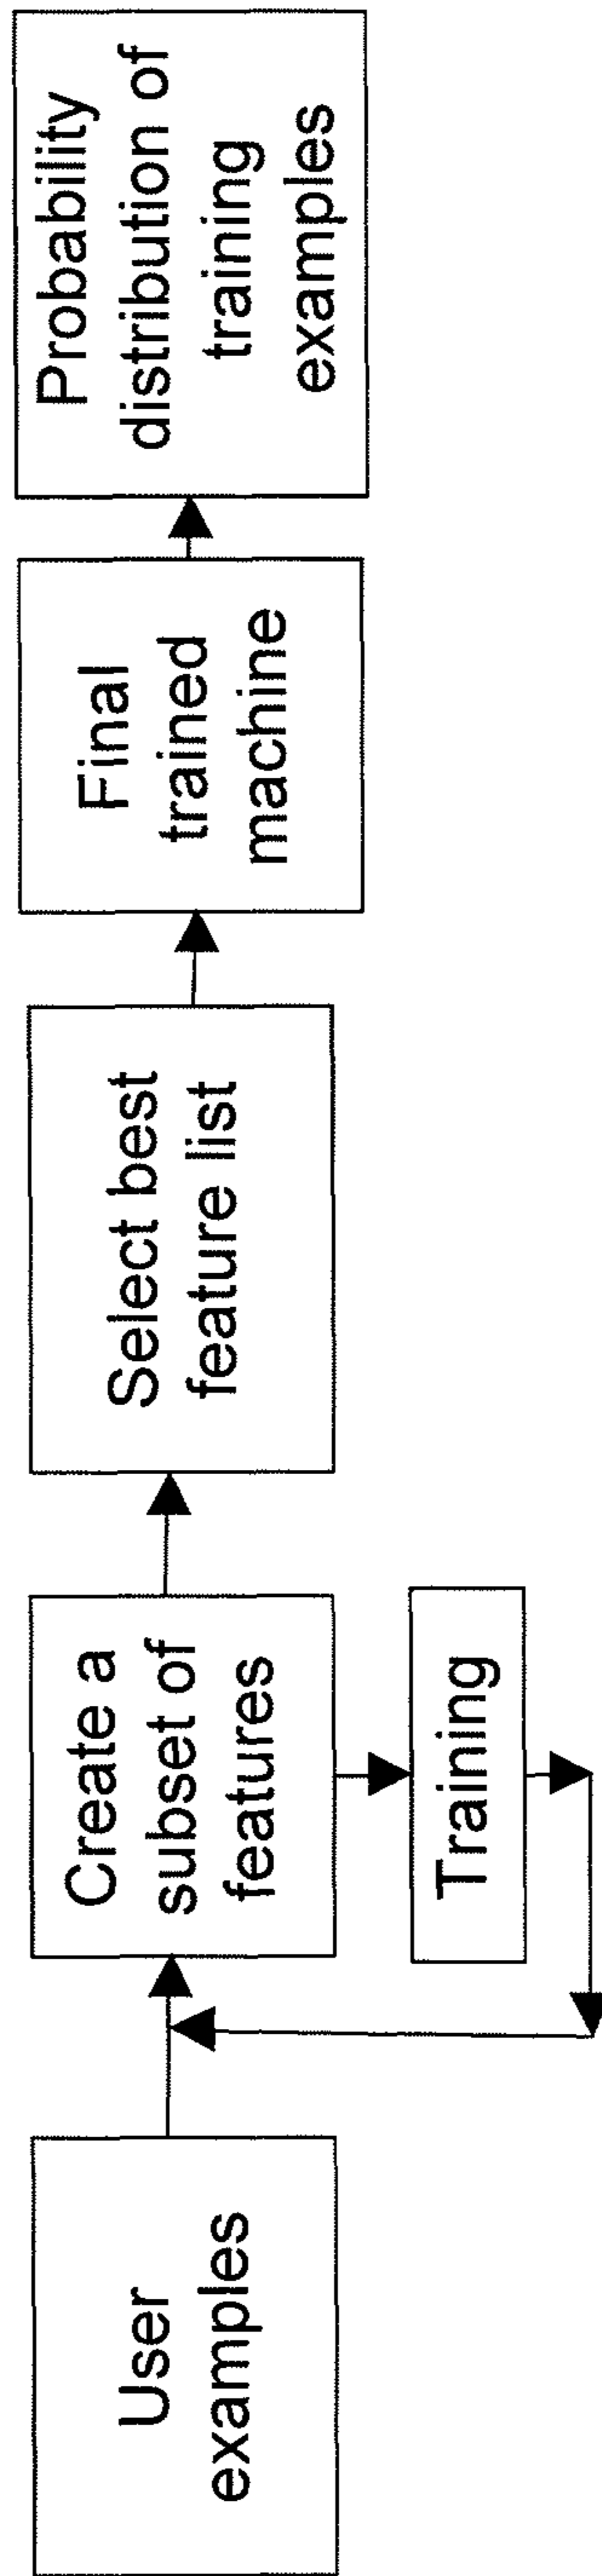 User
examples
Create a
subset of
features
Training
Select best
feature list
Final
trained
machine
Probability
distribution of
training
examples